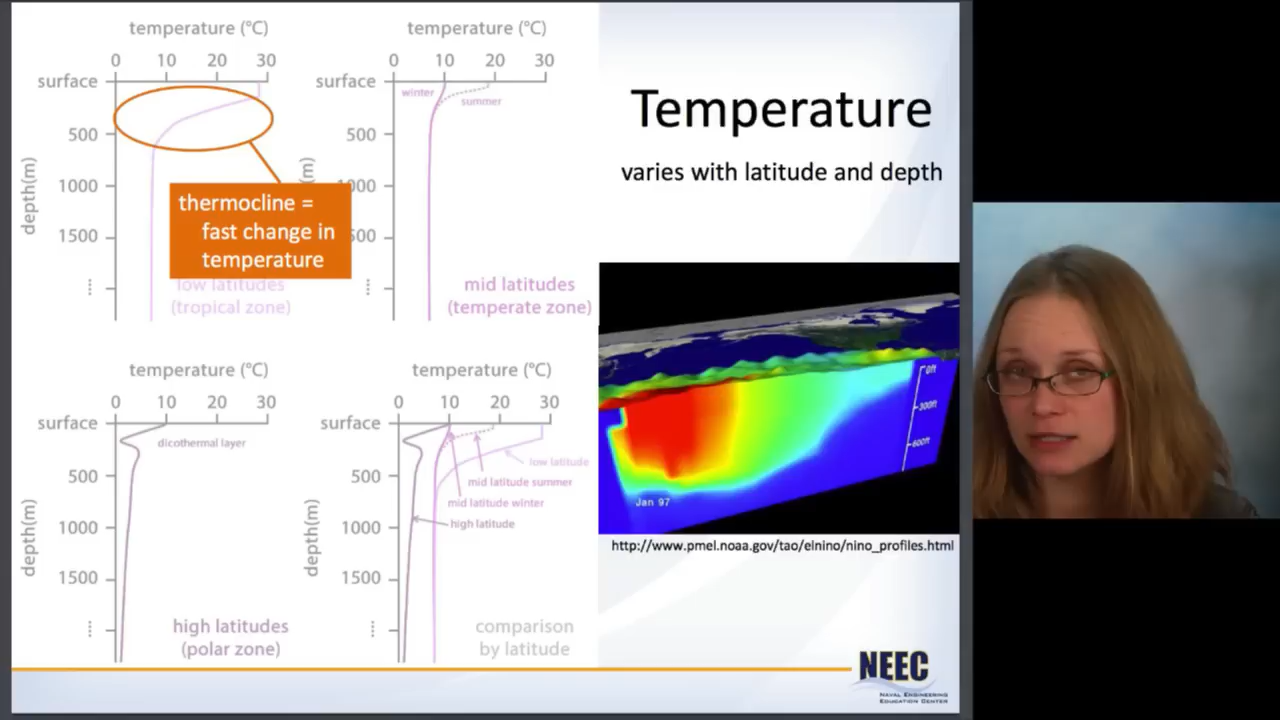 temperature (°C)
0 10 20 30
surface
500
1000
1500
depth(m)
thermocline =
fast change in
temperature
low latitudes
(tropical zone)
temperature (°C)
0 10 20 30
surface
winter
summer
500
1000
500
(m)
mid latitudes
(temperate zone)
temperature (°C)
0 10 20 30
surface
dicothermal layer
500
1000
1500
depth(m)
high latitudes
(polar zone)
temperature (°C)
0 10 20 30
surface
low latitude
500
mid latitude summer
mid latitude winter
high latitude
1000
1500
depth(m)
comparison
by latitude
Temperature
varies with latitude and depth
0ft
300ft
600ft
Jan 97
http://www.pmel.noaa.gov/tao/elnino/nino_profiles.html
NEEC
NAVAL ENGINEERING
EDUCATION CENTER